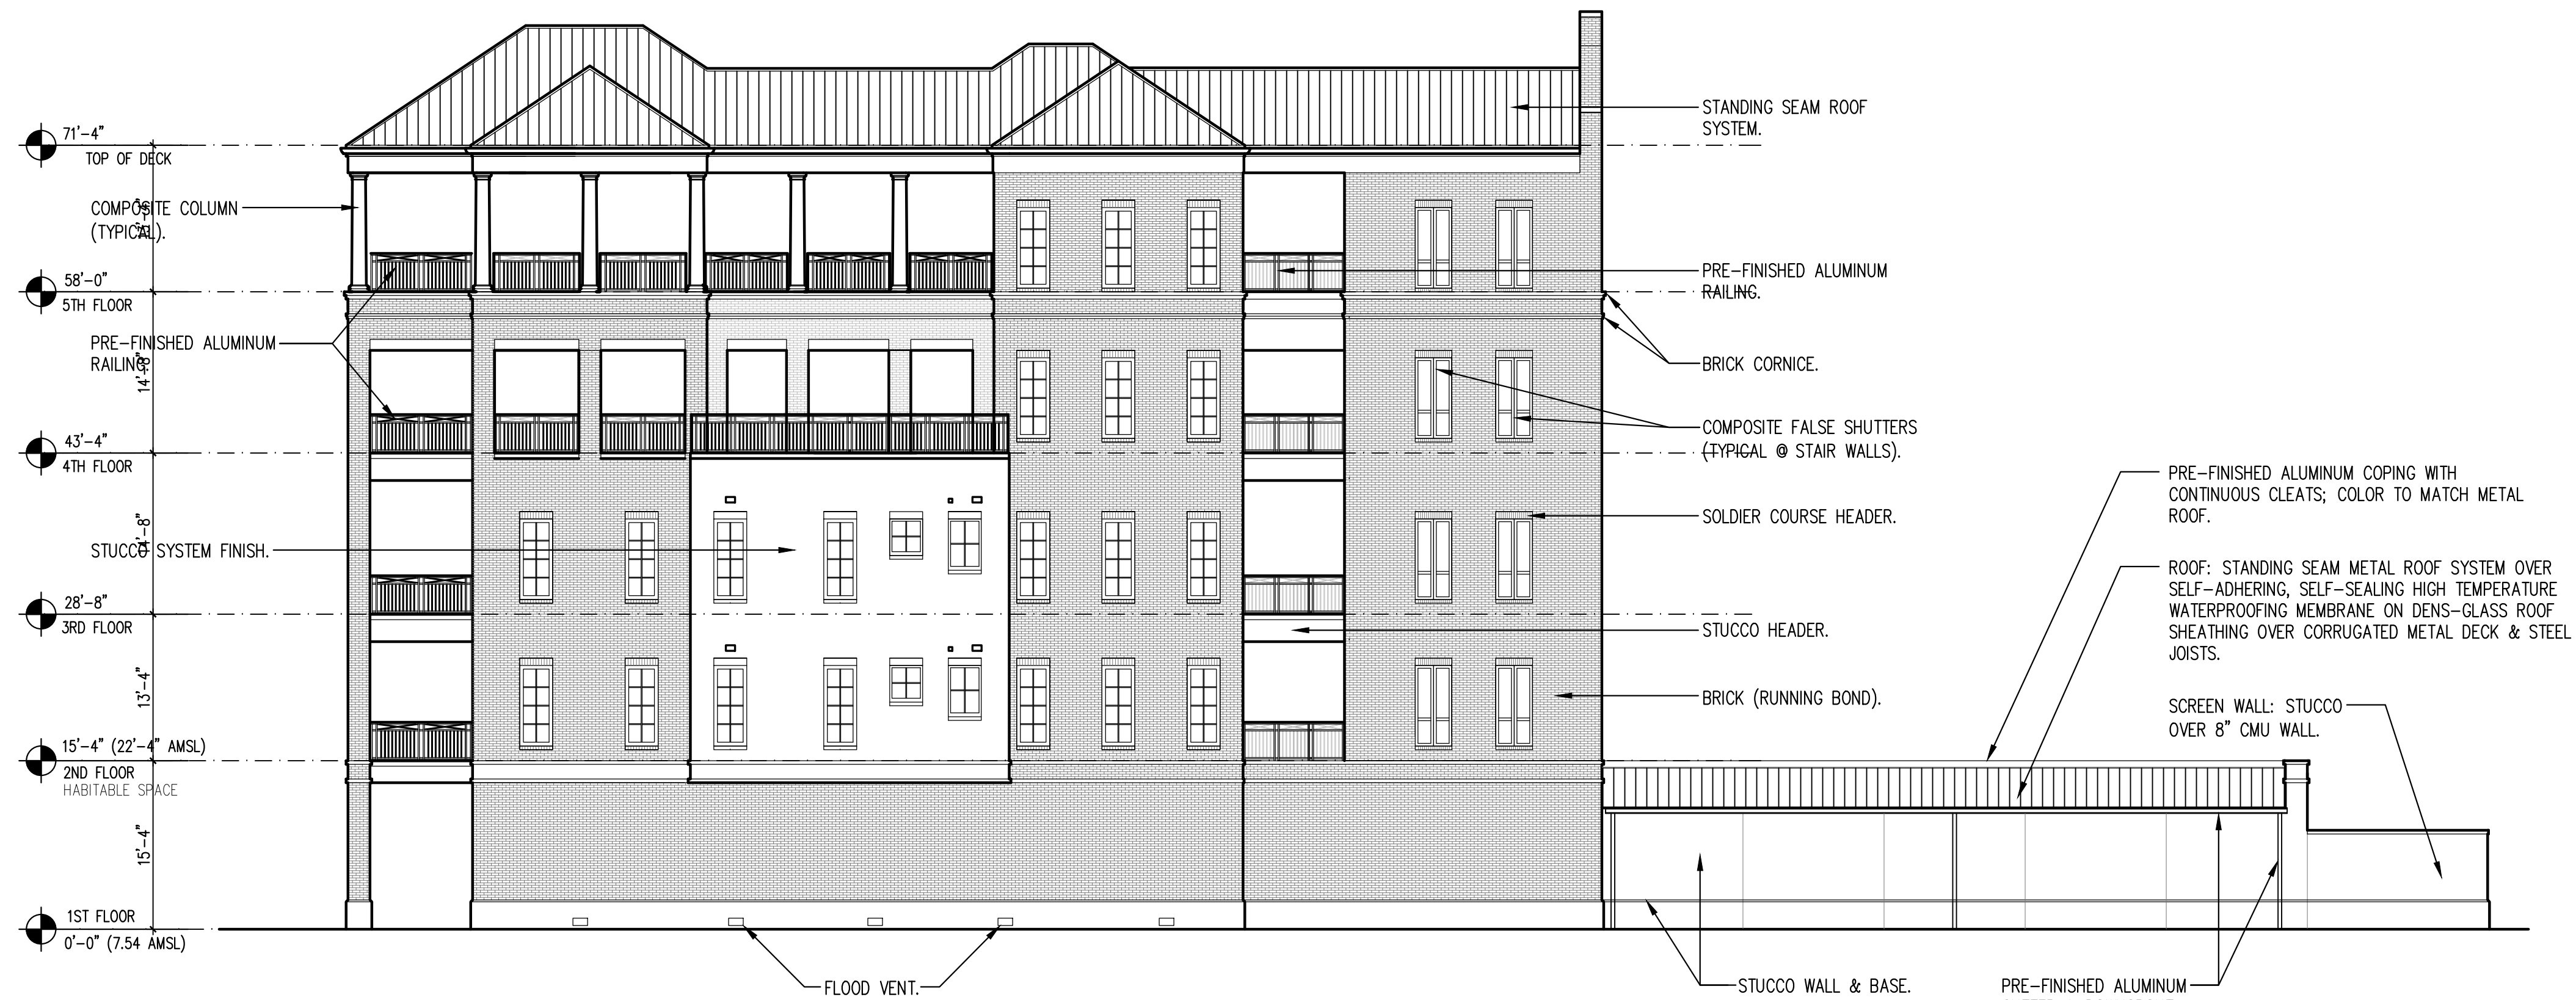 71'-4"
TOP OF DECK
COMPOSITE COLUMN
(TYPICAL).
58'-0"
5TH FLOOR
PRE-FINISHED ALUMINUM
RAILING.
14'-8"
43'-4"
4TH FLOOR
14'-8"
STUCCO SYSTEM FINISH.
28'-8"
3RD FLOOR
13'-4"
15'-4" (22'-4" AMSL)
2ND FLOOR
HABITABLE SPACE
15'-4"
1ST FLOOR
0'-0" (7.54 AMSL)
FLOOD VENT.
STANDING SEAM ROOF
SYSTEM.
PRE-FINISHED ALUMINUM
RAILING.
BRICK CORNICE.
COMPOSITE FALSE SHUTTERS
(TYPICAL @ STAIR WALLS).
SOLDIER COURSE HEADER.
STUCCO HEADER.
BRICK (RUNNING BOND).
PRE-FINISHED ALUMINUM COPING WITH
CONTINUOUS CLEATS; COLOR TO MATCH METAL
ROOF.
ROOF: STANDING SEAM METAL ROOF SYSTEM OVER
SELF-ADHERING, SELF-SEALING HIGH TEMPERATURE
WATERPROOFING MEMBRANE ON DENS-GLASS ROOF
SHEATHING OVER CORRUGATED METAL DECK & STEEL
JOISTS.
SCREEN WALL: STUCCO
OVER 8" CMU WALL.
STUCCO WALL & BASE.
PRE-FINISHED ALUMINUM